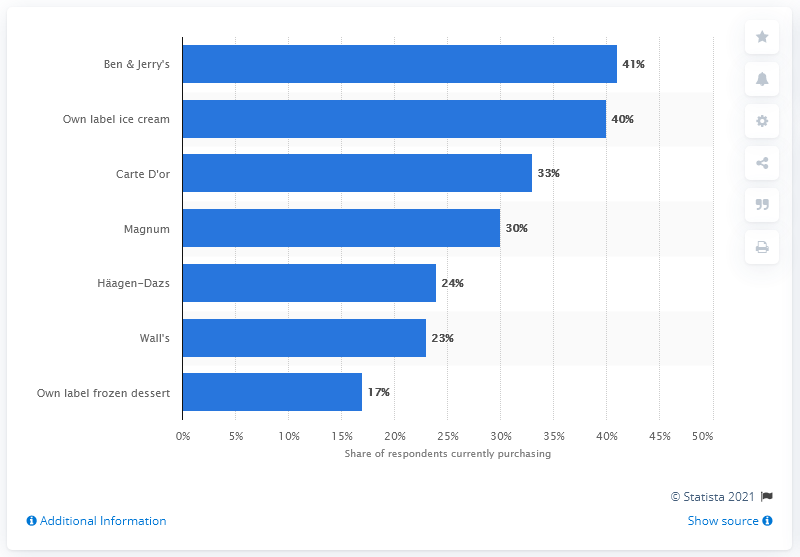 Ben & Jerry's
41%
Own label ice cream
40%
Carte D'or
33%
Magnum
30%
Häagen-Dazs
24%
Wall's
23%
Own label frozen dessert
17%
0% 5% 10% 15% 20% 25% 30% 35% 40% 45% 50%
Share of respondents currently purchasing
© Statista 2021
Additional Information
Show source